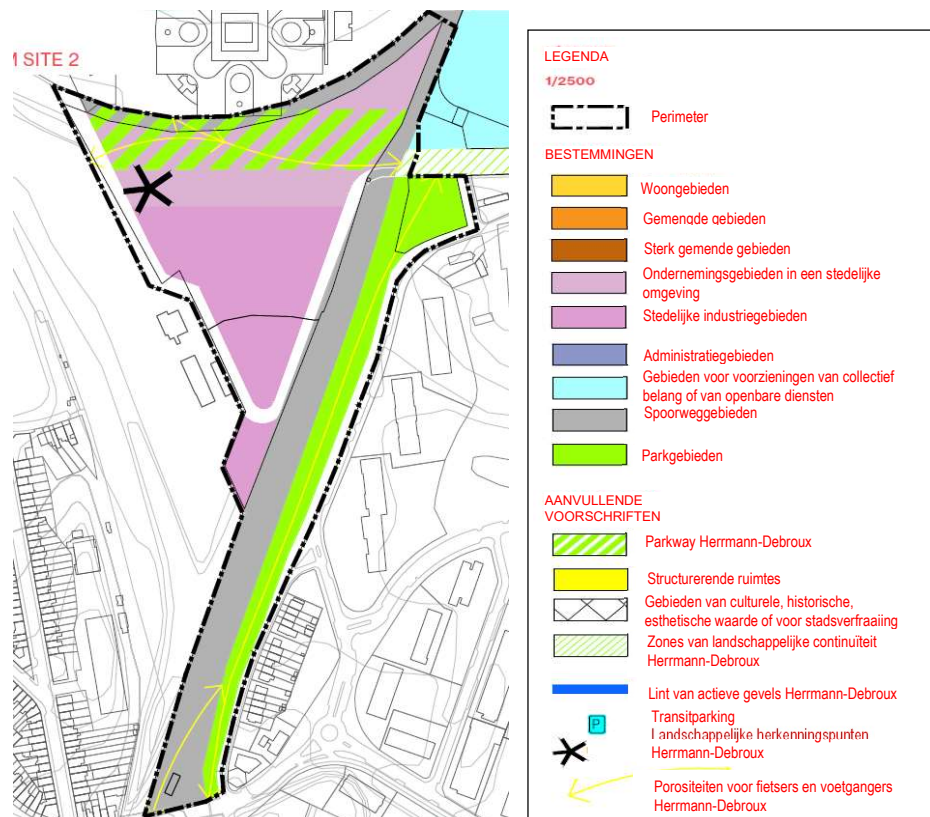 M SITE 2
LEGENDA
1/2500
Perimeter
BESTEMMINGEN
Woongebieden
Gemengde gebieden
Sterk gemende gebieden
Ondernemingsgebieden in een stedelijke
omgeving
Stedelijke industriegebieden
Administratiegebieden
Gebieden voor voorzieningen van collectief
belang of van openbare diensten
Spoorweggebieden
Parkgebieden
AANVULLENDE
VOORSCHRIFTEN
Parkway Herrmann-Debroux
Structurerende ruimtes
Gebieden van culturele, historische,
esthetische waarde of voor stadsverfraaiing
Zones van landschappelijke continuïteit
Herrmann-Debroux
Lint van actieve gevels Herrmann-Debroux
P
Transitparking
Landschappelijke herkenningspunten
Herrmann-Debroux
Porositeiten voor fietsers en voetgangers
Herrmann-Debroux